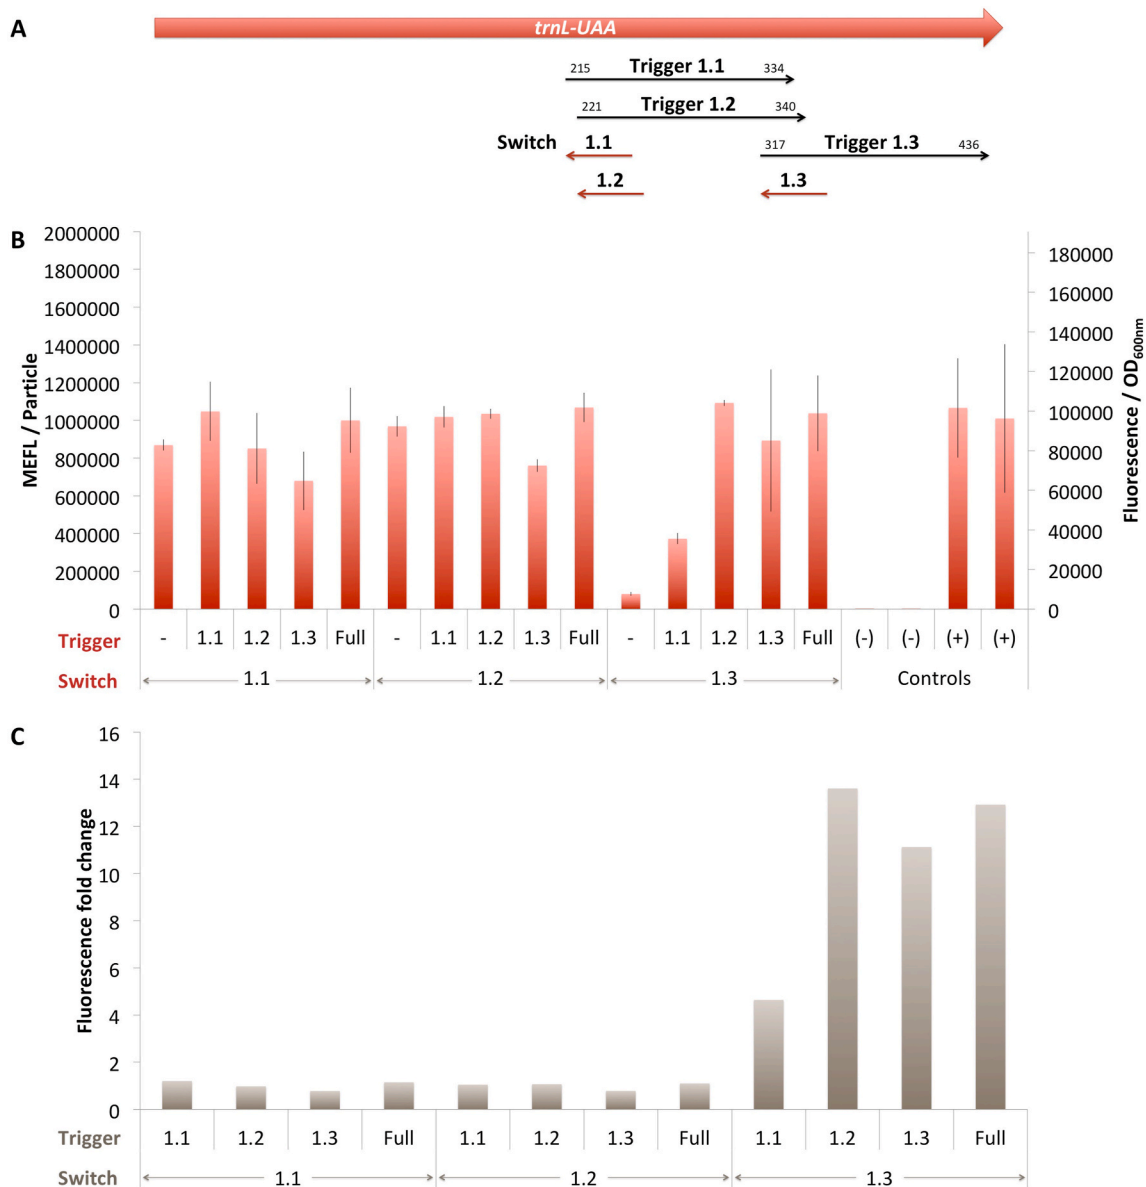 A
trnL-UAA
215 Trigger 1.1 334
221 Trigger 1.2 340
Switch 1.1
317 Trigger 1.3 436
1.2 1.3
B
MEFL / Particle
2000000
1800000
1600000
1400000
1200000
1000000
800000
600000
400000
200000
0
Fluorescence / OD600nm
180000
160000
140000
120000
100000
80000
60000
40000
20000
0
Trigger - 1.1 1.2 1.3 Full - 1.1 1.2 1.3 Full - 1.1 1.2 1.3 Full (-) (-) (+) (+)
Switch 1.1 1.2 1.3 Controls
C
Fluorescence fold change
16
14
12
10
8
6
4
2
0
Trigger 1.1 1.2 1.3 Full 1.1 1.2 1.3 Full 1.1 1.2 1.3 Full
Switch 1.1 1.2 1.3